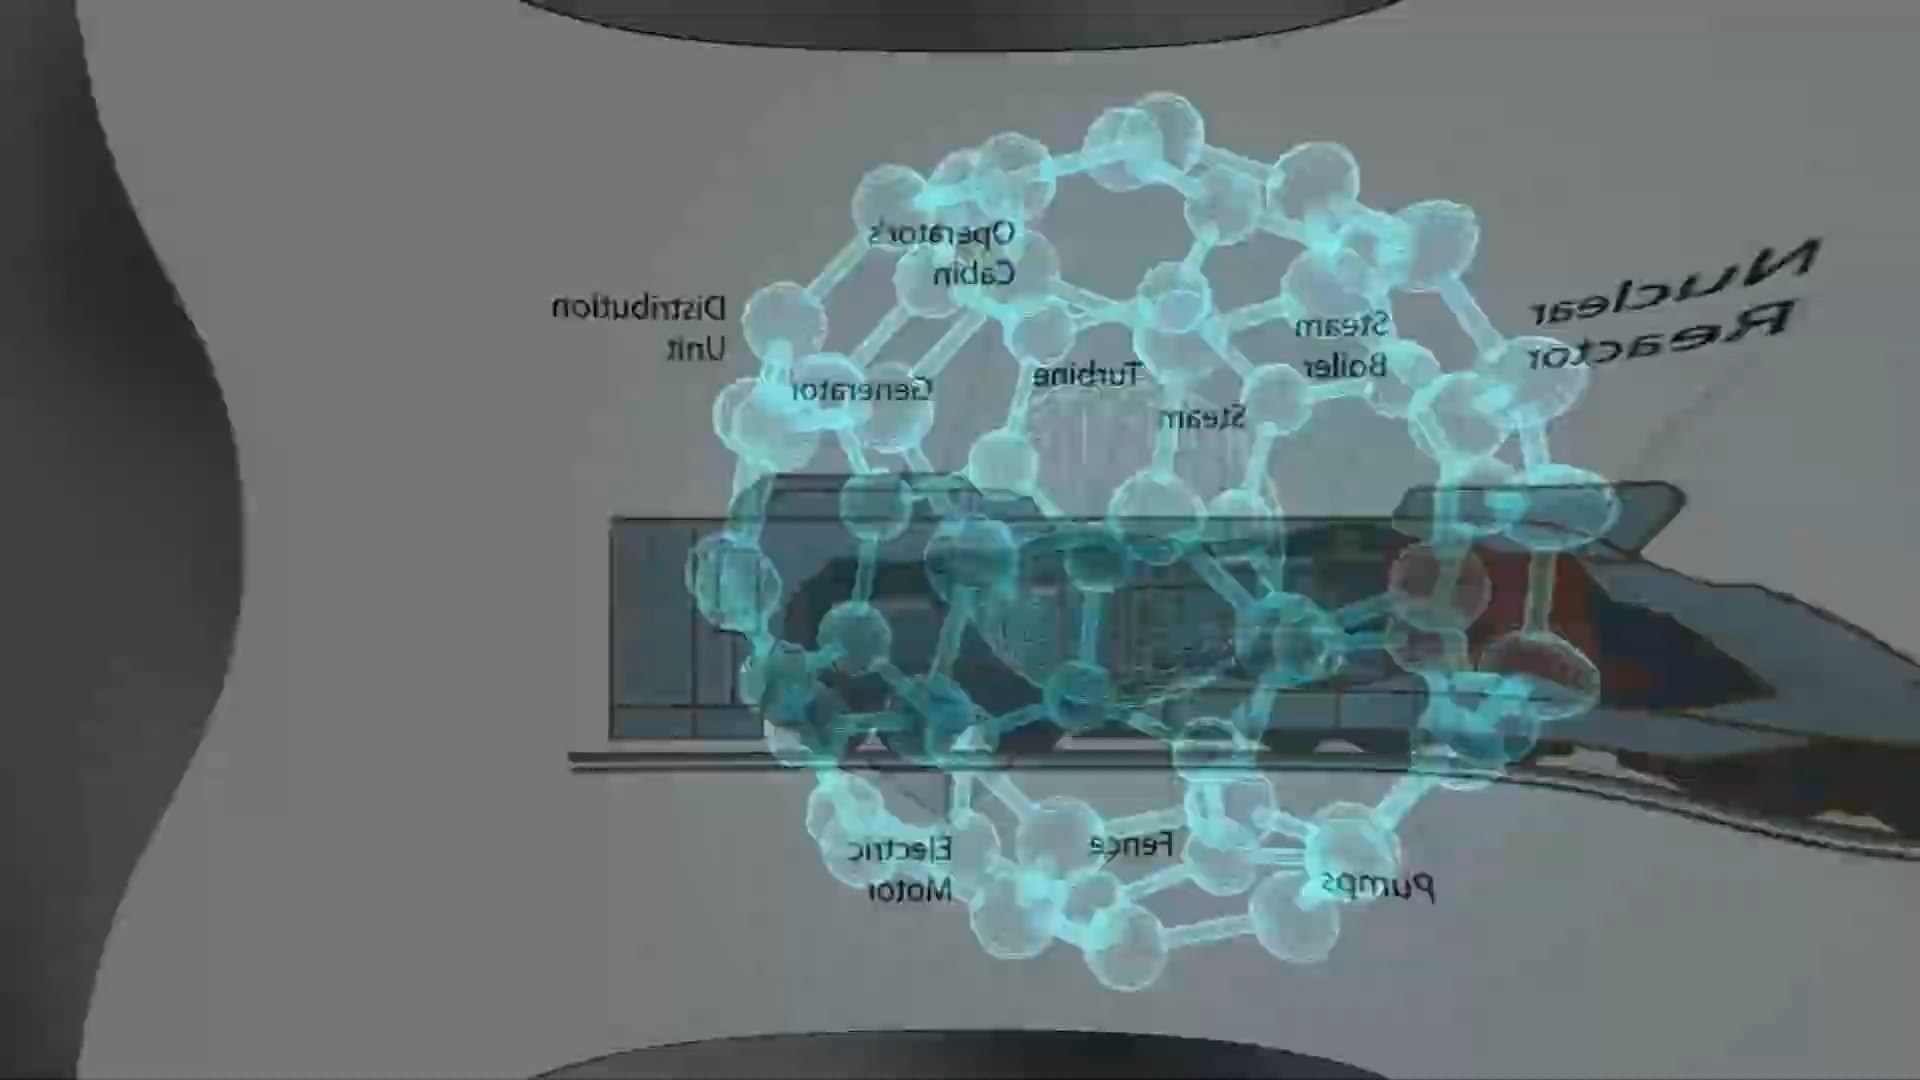 Operator's
Cabin
Distribution
Unit
Nuclear
Reactor
Steam
Boiler
Turbine
Generator
Steam
Electric
Motor
Fence
Pumps